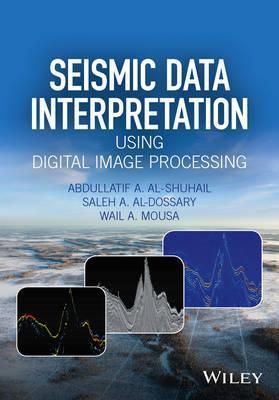 SEISMIC DATA
INTERPRETATION
USING
DIGITAL IMAGE PROCESSING
ABDULLATIF A. AL-SHUHAIL
SALEH A. AL-DOSSARY
WAIL A. MOUSA
WILEY